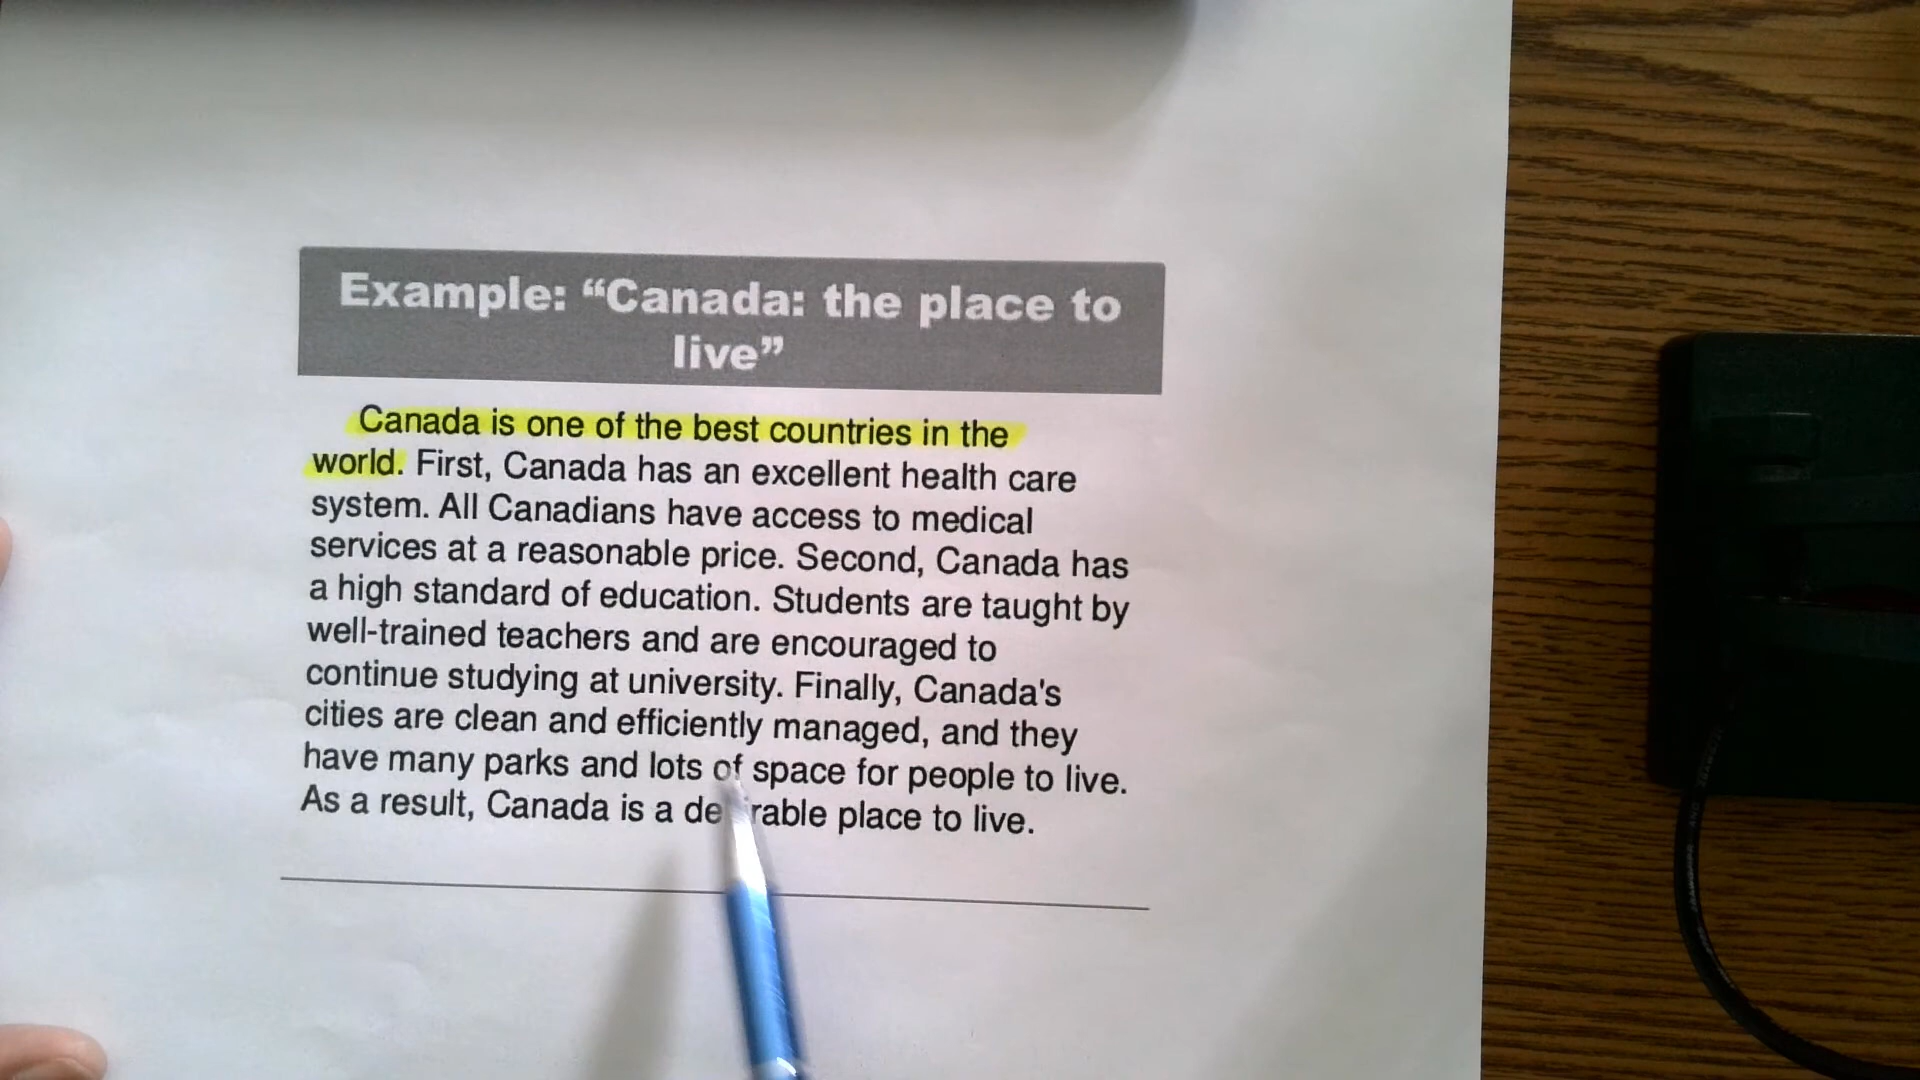 Example: “Canada: the place to
live”
Canada is one of the best countries in the
world. First, Canada has an excellent health care
system. All Canadians have access to medical
services at a reasonable price. Second, Canada has
a high standard of education. Students are taught by
well-trained teachers and are encouraged to
continue studying at university. Finally, Canada's
cities are clean and efficiently managed, and they
have many parks and lots of space for people to live.
As a result, Canada is a desirable place to live.